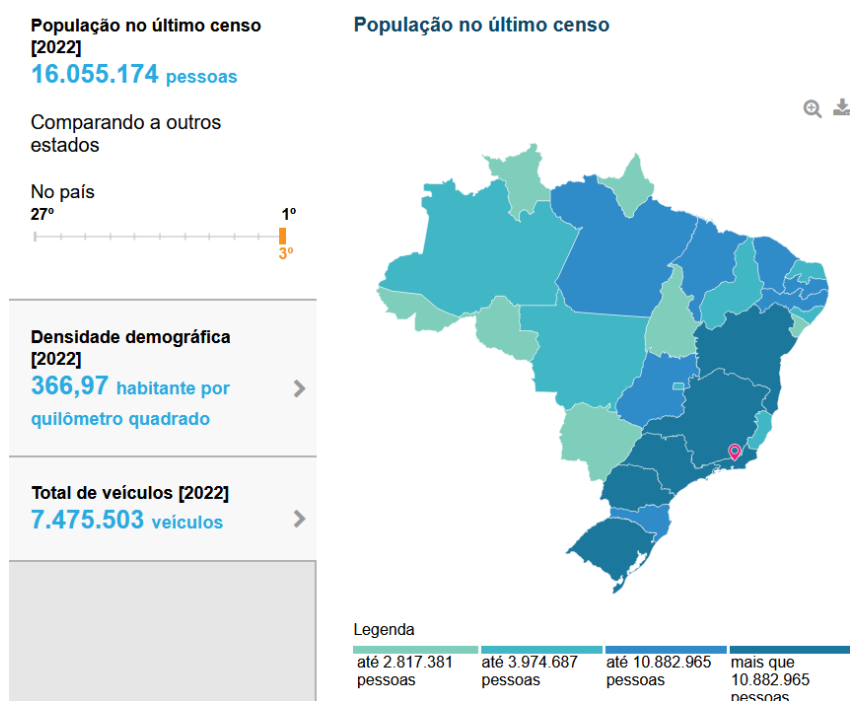 População no último censo
[2022]
16.055.174 pessoas
Comparando a outros
estados
No país
27º 1º
3º
Densidade demográfica
[2022]
366,97 habitante por
quilômetro quadrado
Total de veículos [2022]
7.475.503 veículos
População no último censo
Legenda
até 2.817.381
pessoas
até 3.974.687
pessoas
até 10.882.965
pessoas
mais que
10.882.965
pessoas